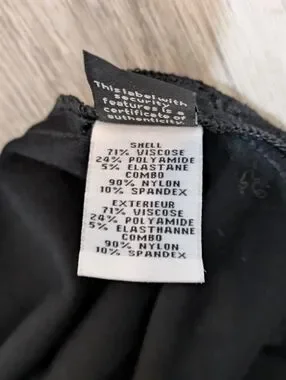 This label with
security
features is a
certificate of
authenticity.
SHELL
71% VISCOSE
24% POLYAMIDE
5% ELASTANE
COMBO
90% NYLON
10% SPANDEX
EXTERIEUR
71% VISCOSE
24% POLYAMIDE
5% ELASTHANNE
COMBO
90% NYLON
10% SPANDEX